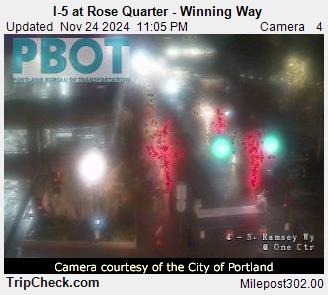 I-5 at Rose Quarter - Winning Way
Updated Nov 24 2024 11:05 PM Camera 4
PBOT
PORTLAND BUREAU OF TRANSPORTATION
4 - N. Ramsey Wy
@ One Ctr
Camera courtesy of the City of Portland
TripCheck.com Milepost302.00